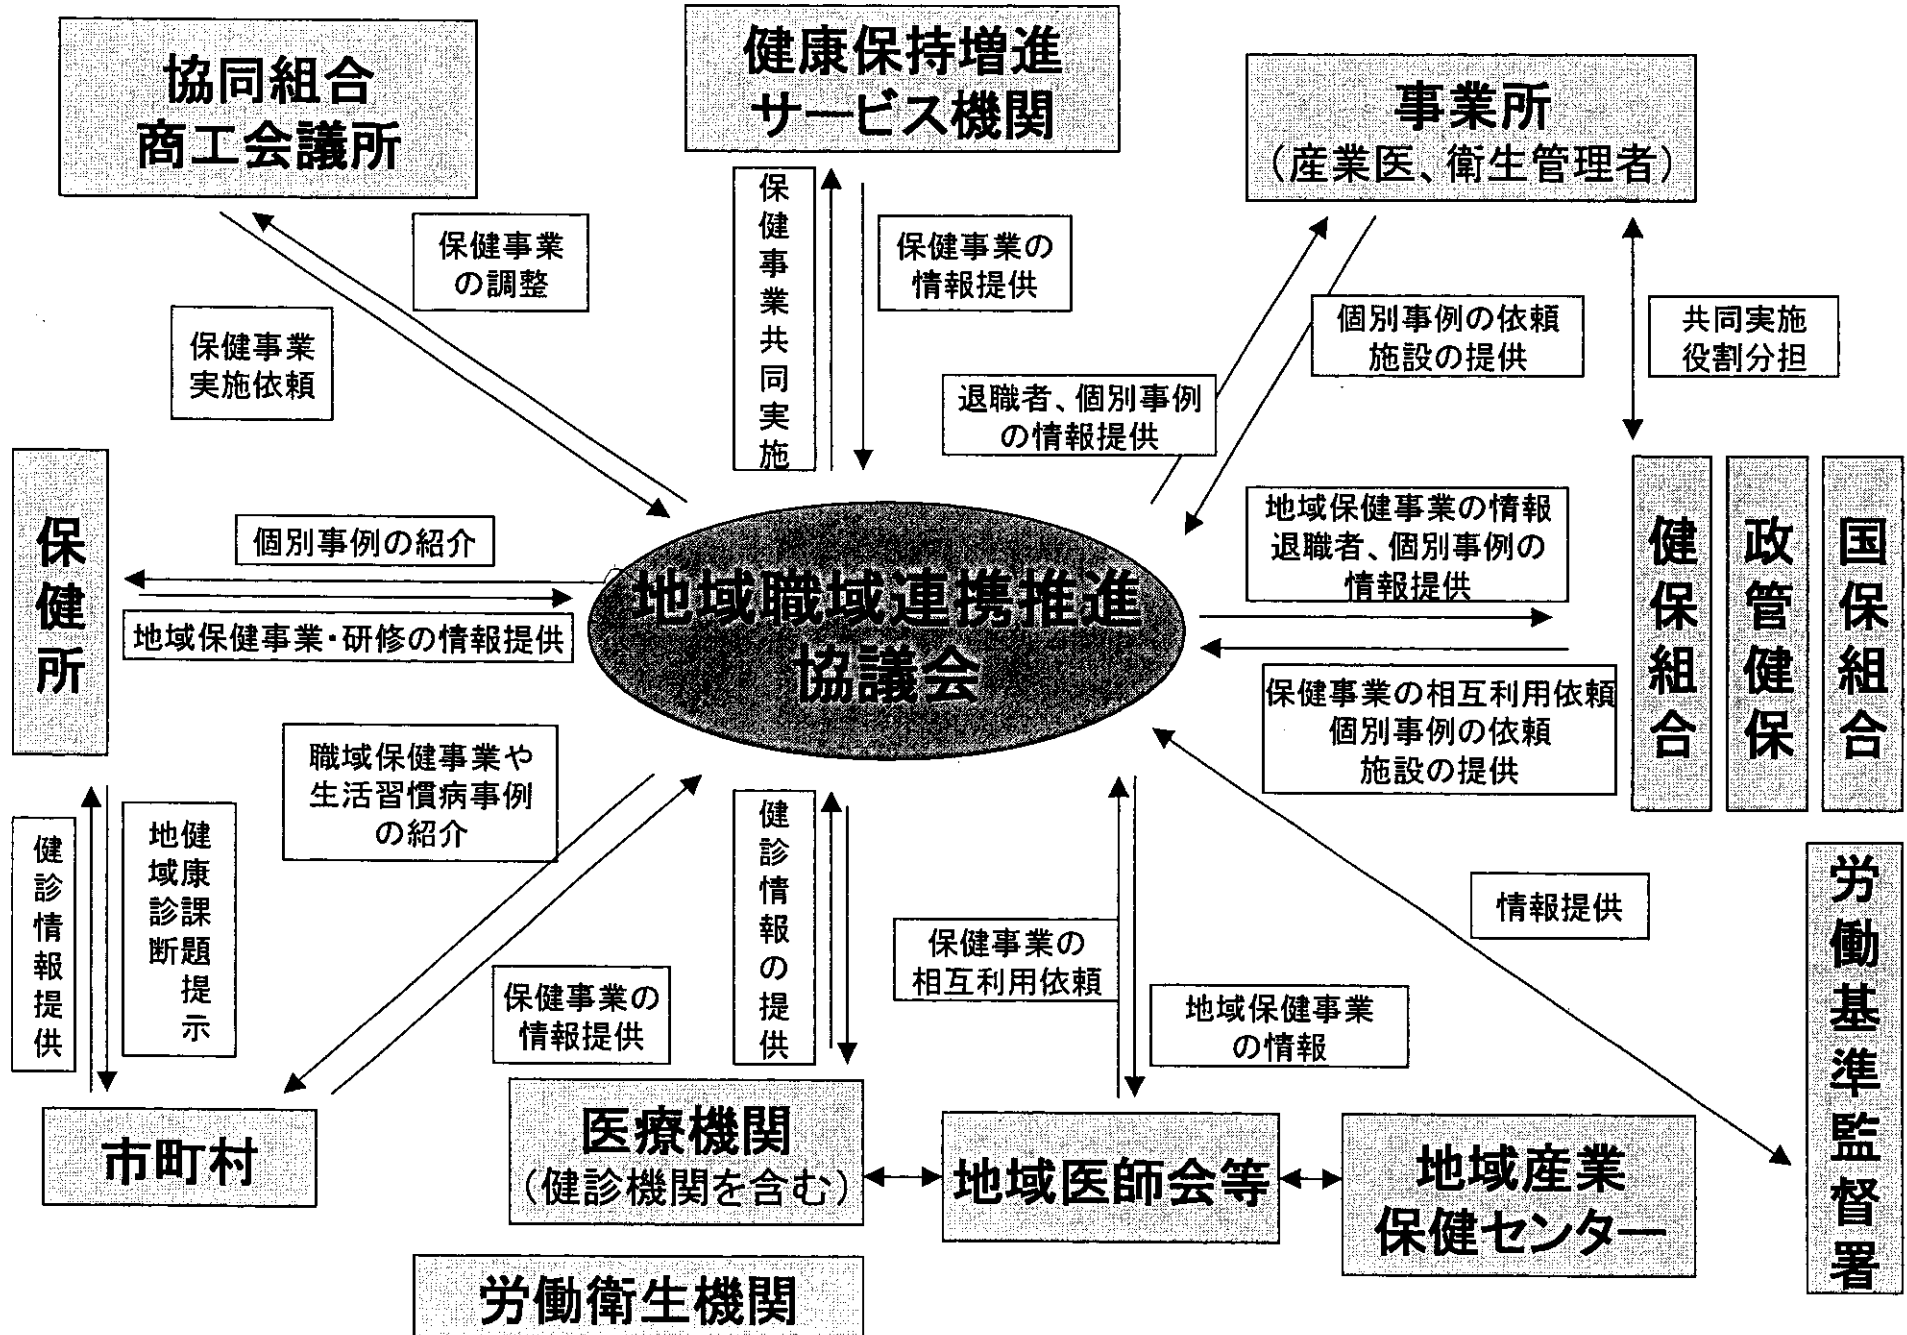 協同組合
商工会議所
健康保持増進
サービス機関
事業所
(産業医、衛生管理者)
保健事業
の調整
保健事業
実施依頼
保健事業共同実施
保健事業の
情報提供
個別事例の依頼
施設の提供
共同実施
役割分担
退職者、個別事例
の情報提供
保健所
個別事例の紹介
地域保健事業・研修の情報提供
地域職域連携推進
協議会
地域保健事業の情報
退職者、個別事例の
情報提供
保健事業の相互利用依頼
個別事例の依頼
施設の提供
健保組合
政管健保
国保組合
職域保健事業や
生活習慣病事例
の紹介
健診情報提供
健康課題提示
地域診断
保健事業の
情報提供
健診情報の提供
保健事業の
相互利用依頼
地域保健事業
の情報
情報提供
労働基準監督署
市町村
医療機関
(健診機関を含む)
地域医師会等
地域産業
保健センター
労働衛生機関